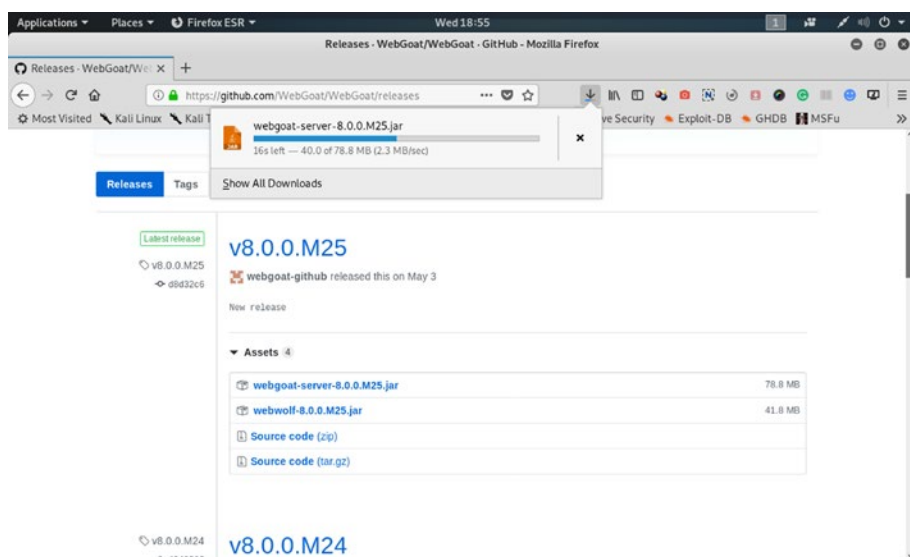 Applications Places Firefox ESR Wed 18:55 1
Releases · WebGoat/WebGoat · GitHub - Mozilla Firefox
Releases · WebGoat/We × +
https://github.com/WebGoat/WebGoat/releases
Most Visited Kali Linux Kali T ve Security Exploit-DB GHDB MSFu
webgoat-server-8.0.0.M25.jar
16s left — 40.0 of 78.8 MB (2.3 MB/sec)
Show All Downloads
Releases Tags
Latest release
v8.0.0.M25
d8d32c6
v8.0.0.M25
webgoat-github released this on May 3
New release
Assets 4
webgoat-server-8.0.0.M25.jar 78.8 MB
webwolf-8.0.0.M25.jar 41.8 MB
Source code (zip)
Source code (tar.gz)
v8.0.0.M24
v8.0.0.M24